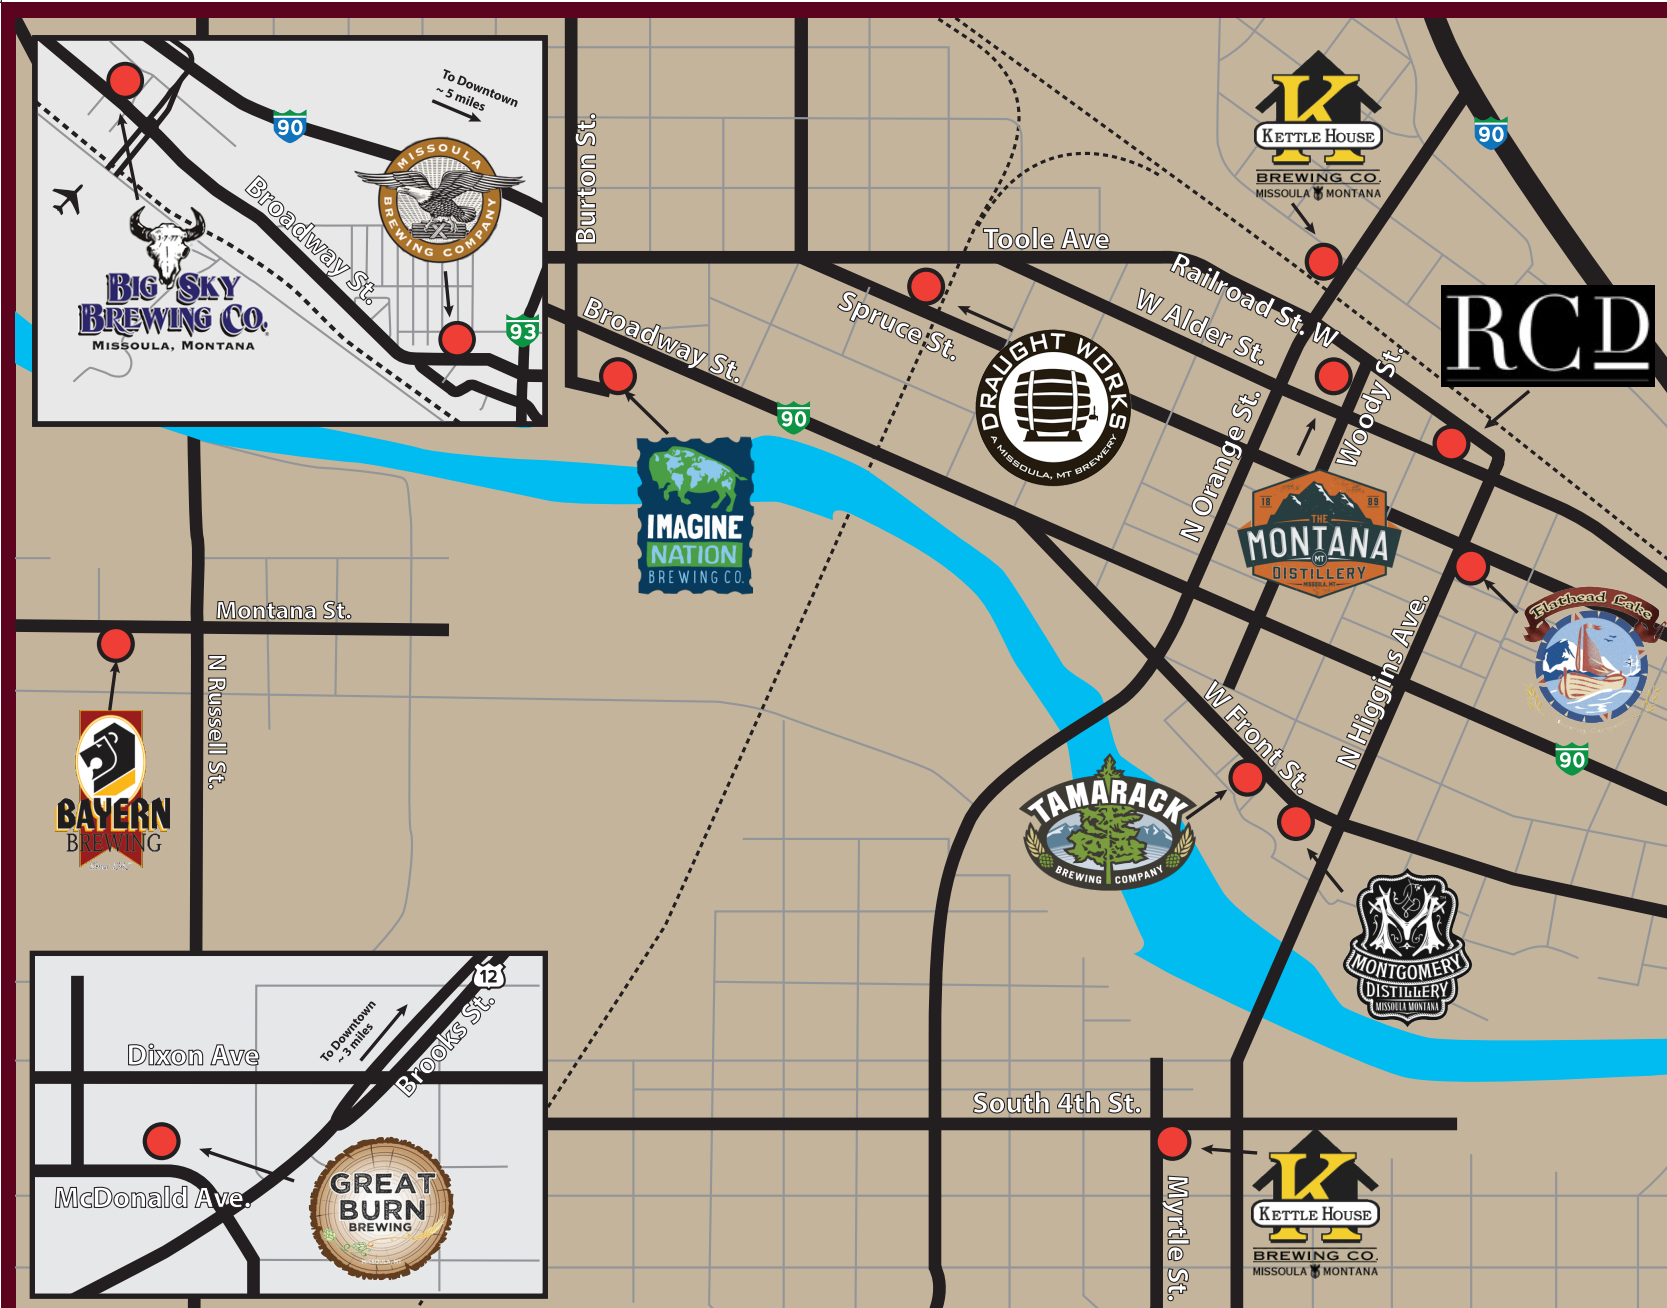 To Downtown
~ 5 miles
90
MISSOULA
BREWING COMPANY
Broadway St.
BIG SKY
BREWING CO.
MISSOULA, MONTANA
93
Burton St.
Toole Ave
K
KETTLE HOUSE
BREWING CO.
MISSOULA MONTANA
90
Railroad St. W
W Alder St.
Spruce St.
Broadway St.
90
RCD
DRAUGHT WORKS
A MISSOULA, MT BREWERY
N Orange St.
Woody St.
IMAGINE
NATION
BREWING CO.
18 89
THE
MONTANA
MT
DISTILLERY
MISSOULA, MT
Flathead Lake
Montana St.
N Russell St.
N Higgins Ave.
W Front St.
90
BAYERN
BREWING
TAMARACK
BREWING COMPANY
M
MONTGOMERY
DISTILLERY
MISSOULA MONTANA
12
To Downtown
~ 3 miles
Brooks St.
Dixon Ave
McDonald Ave.
GREAT
BURN
BREWING
South 4th St.
Myrtle St.
K
KETTLE HOUSE
BREWING CO.
MISSOULA MONTANA